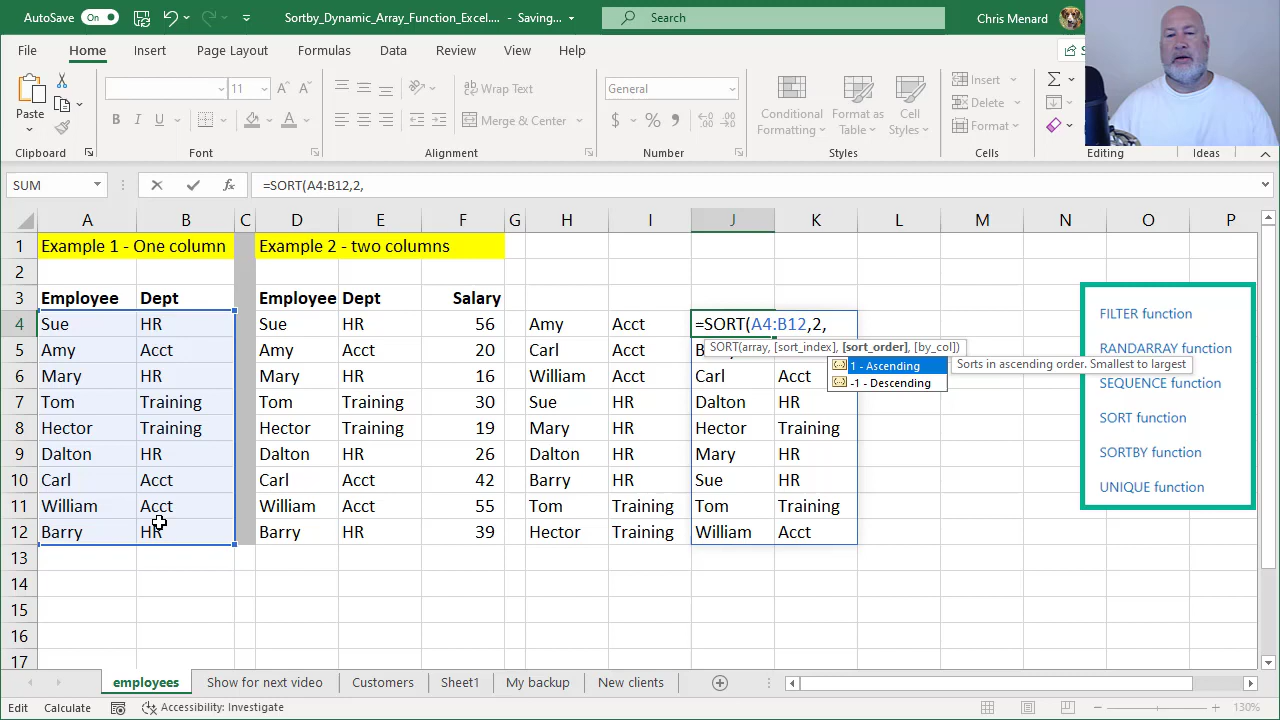 AutoSave On
Sortby_Dynamic_Array_Function_Excel.... - Saving...
Search
Chris Menard
File Home Insert Page Layout Formulas Data Review View Help
Paste
11
Wrap Text
Merge & Center
General
Conditional Formatting
Format as Table
Cell Styles
Insert
Delete
Format
Clipboard Font Alignment Number Styles Cells Editing Ideas
SUM =SORT(A4:B12,2,
A B C D E F G H I J K L M N O P
1 Example 1 - One column Example 2 - two columns
2
3 Employee Dept Employee Dept Salary
4 Sue HR Sue HR 56 Amy Acct =SORT(A4:B12,2,
SORT(array, [sort_index], [sort_order], [by_col])
1 - Ascending Sorts in ascending order. Smallest to largest
-1 - Descending
5 Amy Acct Amy Acct 20 Carl Acct B
6 Mary HR Mary HR 16 William Acct Carl Acct
7 Tom Training Tom Training 30 Sue HR Dalton HR
8 Hector Training Hector Training 19 Mary HR Hector Training
9 Dalton HR Dalton HR 26 Dalton HR Mary HR
10 Carl Acct Carl Acct 42 Barry HR Sue HR
11 William Acct William Acct 55 Tom Training Tom Training
12 Barry HR Barry HR 39 Hector Training William Acct
13
14
15
16
17
FILTER function
RANDARRAY function
SEQUENCE function
SORT function
SORTBY function
UNIQUE function
employees Show for next video Customers Sheet1 My backup New clients
Edit Calculate Accessibility: Investigate 130%